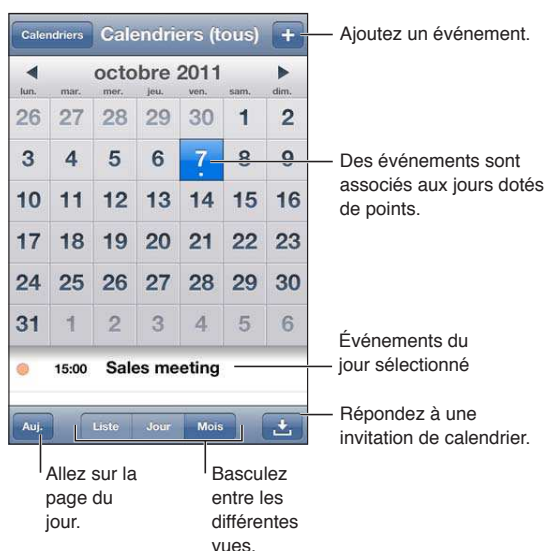 Calendriers Calendriers (tous) +
Ajoutez un événement.
octobre 2011
lun. mar. mer. jeu. ven. sam. dim.
26 27 28 29 30 1 2
3 4 5 6 7 8 9
Des événements sont
associés aux jours dotés
de points.
10 11 12 13 14 15 16
17 18 19 20 21 22 23
24 25 26 27 28 29 30
31 1 2 3 4 5 6
Événements du
jour sélectionné
15:00 Sales meeting
Auj. Liste Jour Mois
Répondez à une
invitation de calendrier.
Allez sur la
page du
jour.
Basculez
entre les
différentes
vues.